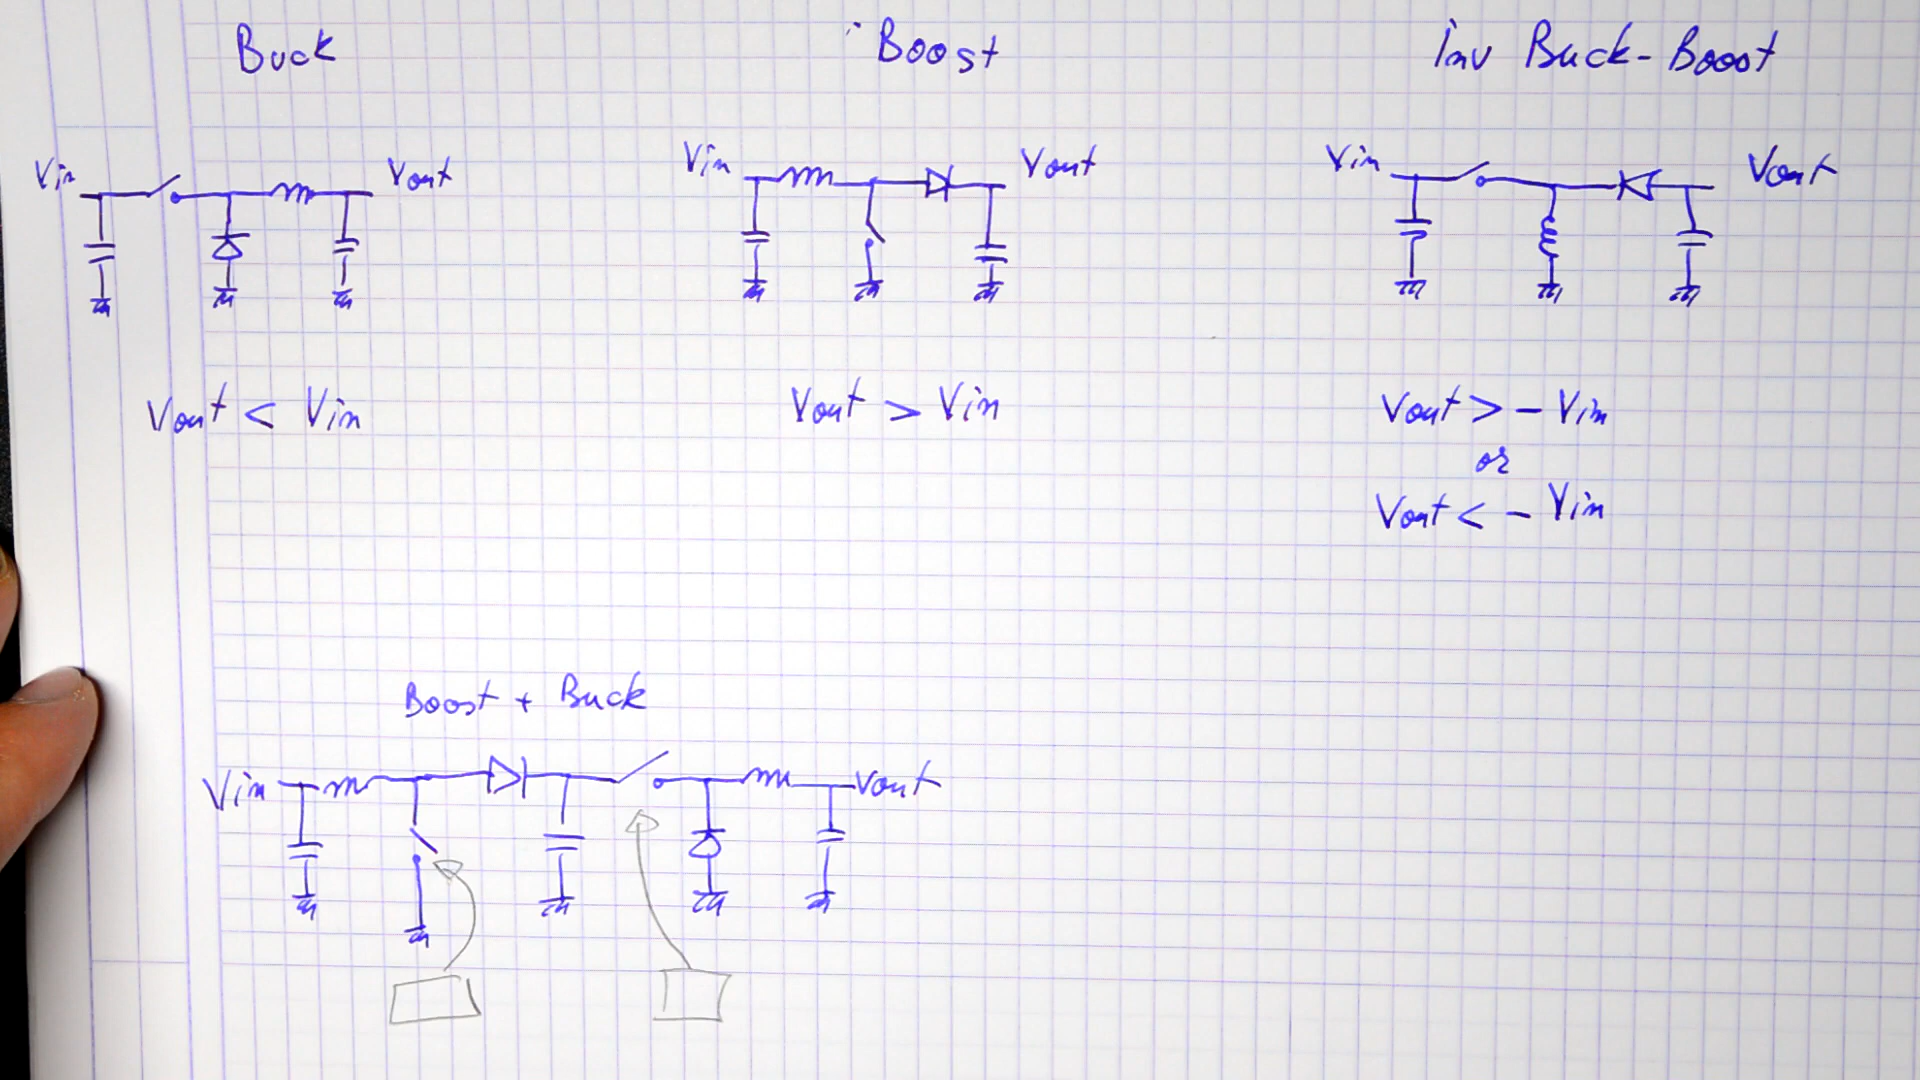 Buck
Boost
Inv Buck-Boost
Vin
Vout
Vin
Vout
Vin
Vout
Vout < Vin
Vout > Vin
Vout > - Vin
or
Vout < - Vin
Boost + Buck
Vin
Vout